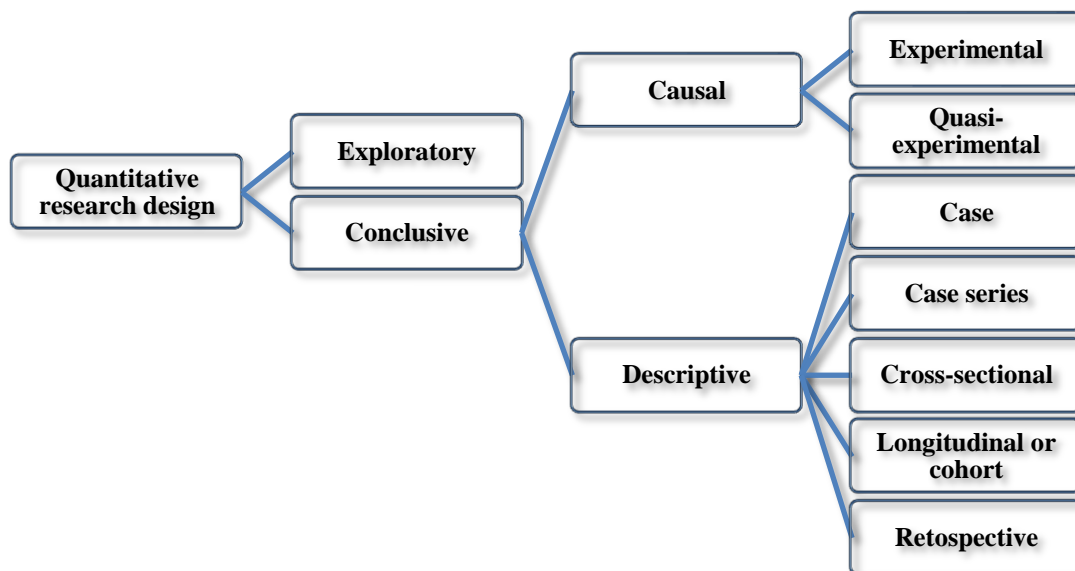 Quantitative
research design
Exploratory
Conclusive
Causal
Descriptive
Experimental
Quasi-
experimental
Case
Case series
Cross-sectional
Longitudinal or
cohort
Retospective